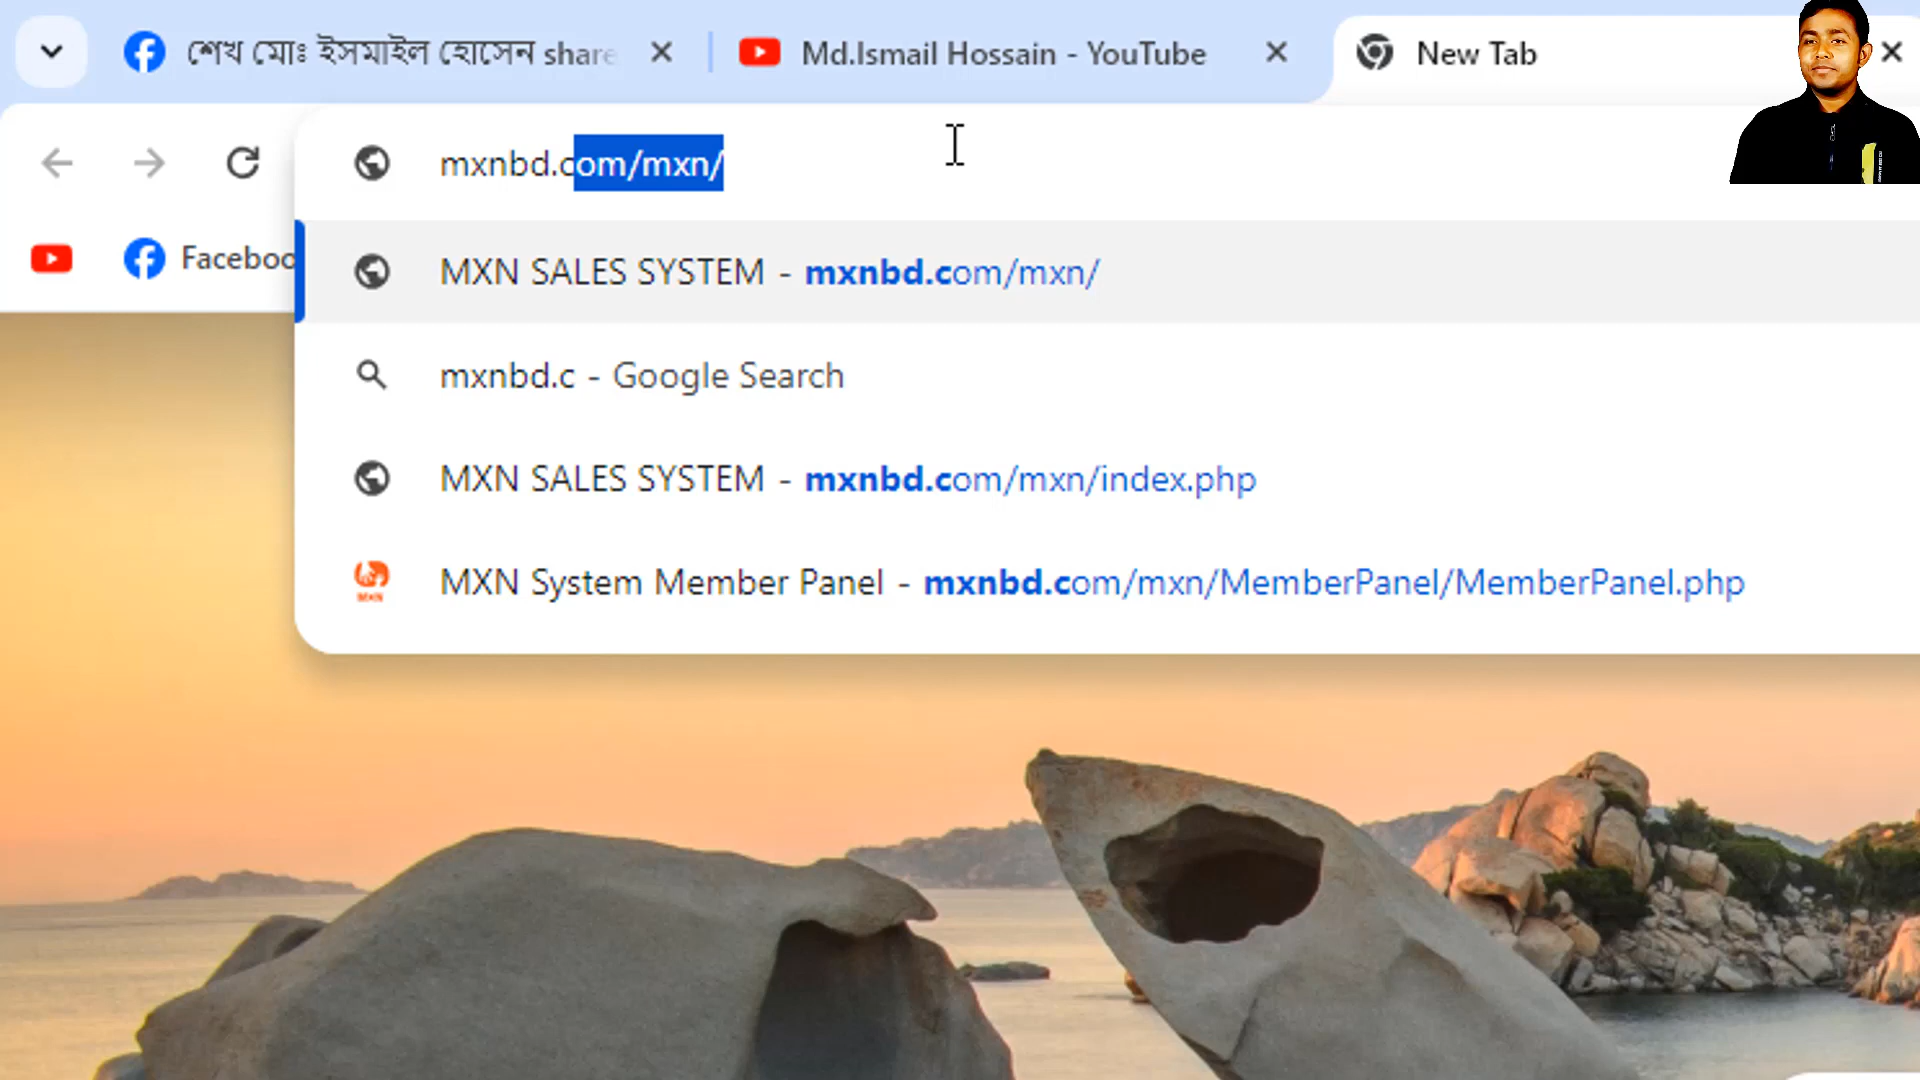 শেখ মোঃ ইসমাইল হোসেন share
Md.Ismail Hossain - YouTube
New Tab
mxnbd.com/mxn/
Faceboo
MXN SALES SYSTEM - mxnbd.com/mxn/
mxnbd.c - Google Search
MXN SALES SYSTEM - mxnbd.com/mxn/index.php
MXN System Member Panel - mxnbd.com/mxn/MemberPanel/MemberPanel.php
MXN